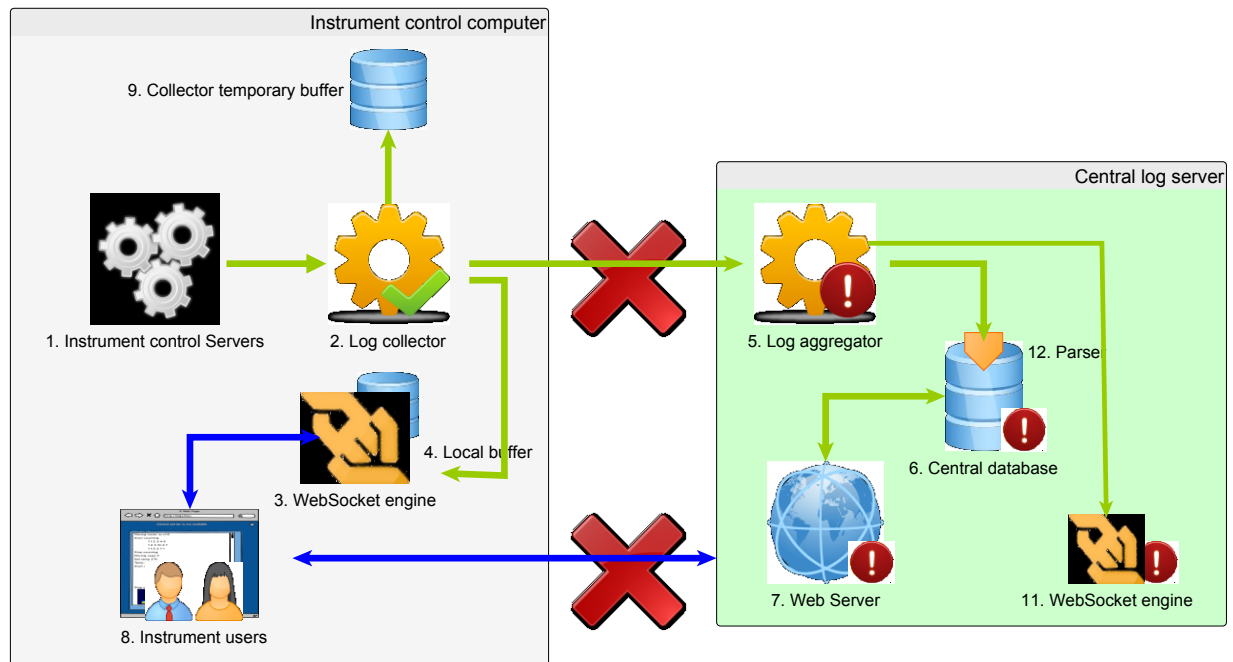 Instrument control computer
9. Collector temporary buffer
Central log server
1. Instrument control Servers
2. Log collector
5. Log aggregator
12. Parser
4. Local buffer
3. WebSocket engine
6. Central database
7. Web Server
11. WebSocket engine
8. Instrument users